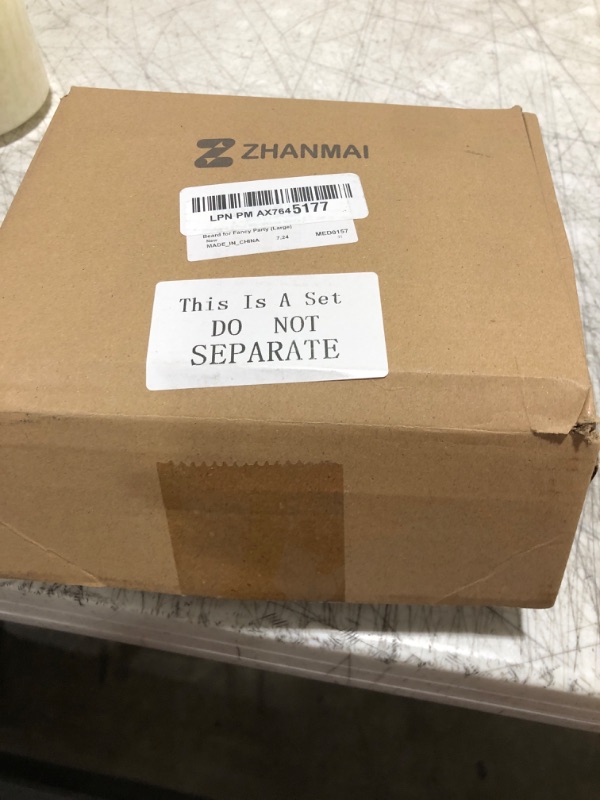 ZHANMAI
LPN PM AX7645177
Beard for Fancy Party (Large)
New
MADE_IN_CHINA 7.24 MED0157
This Is A Set
DO NOT
SEPARATE